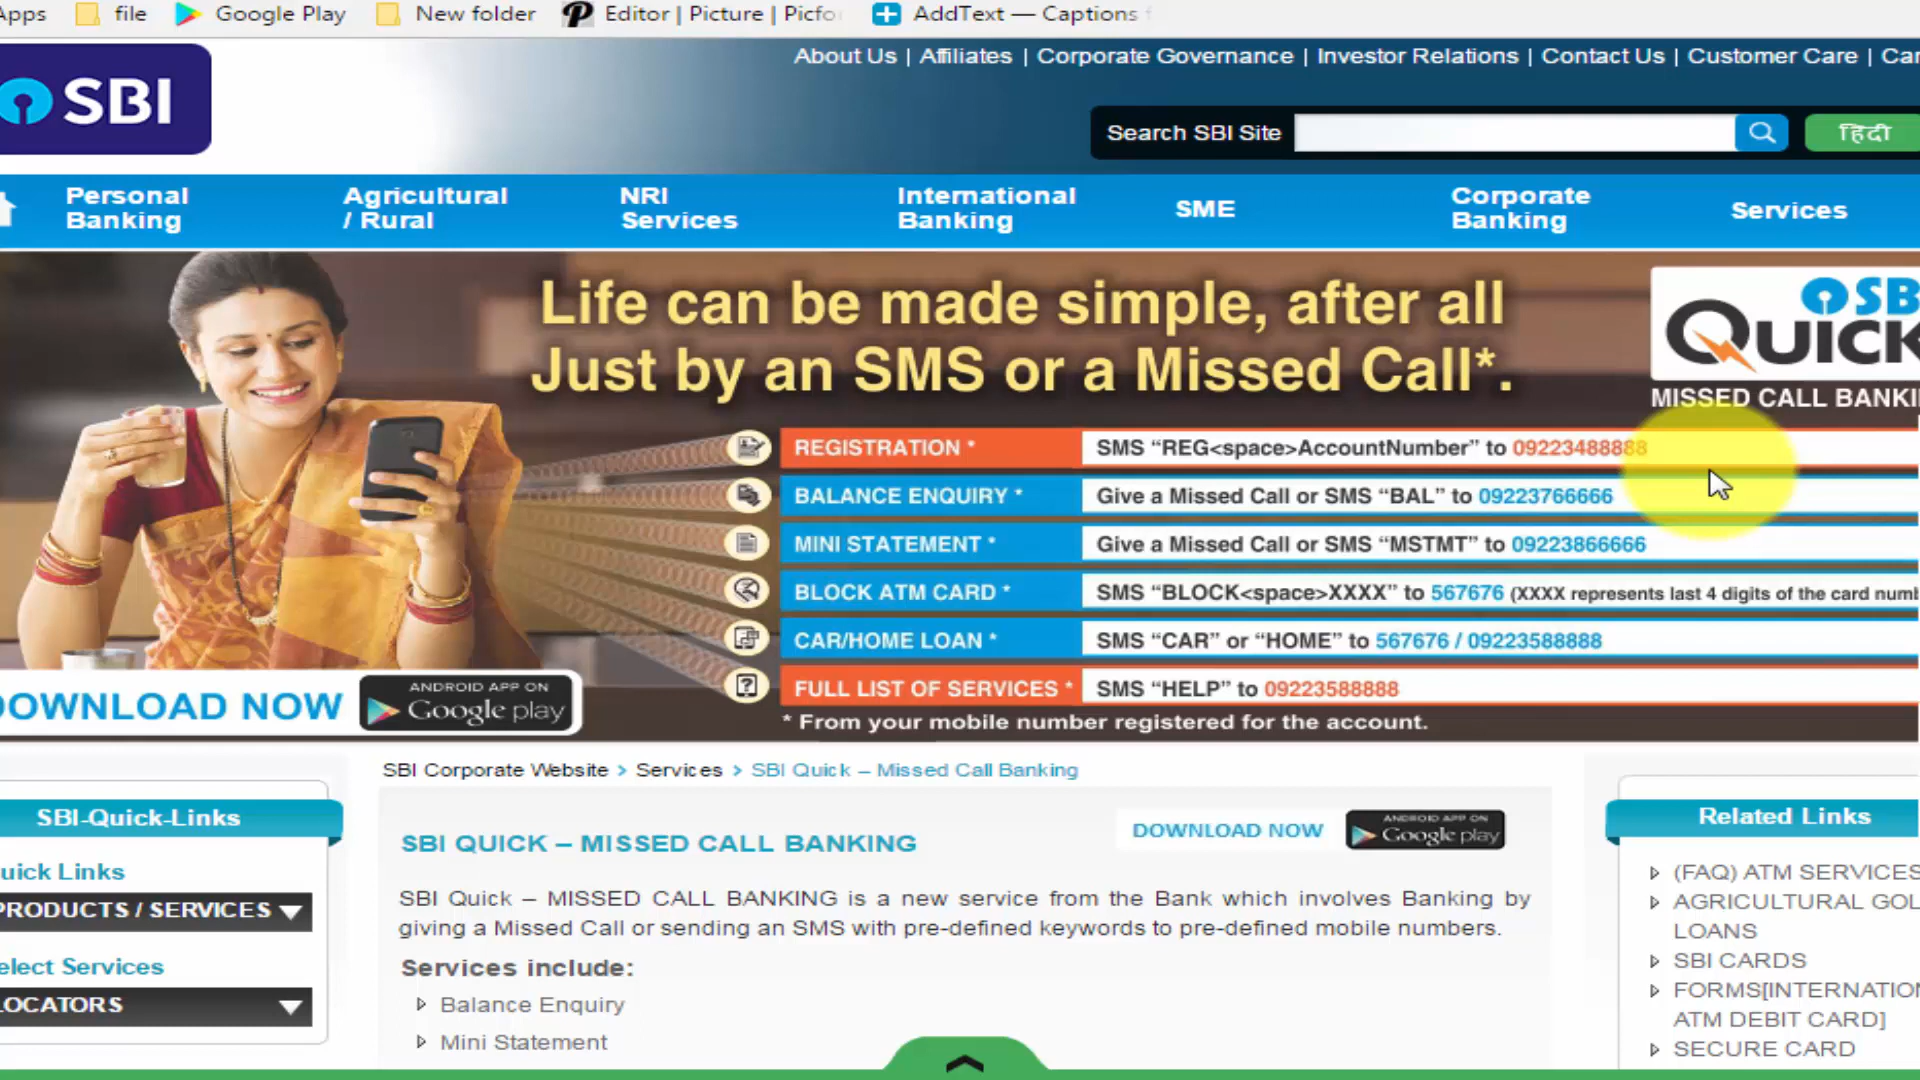 Apps file Google Play New folder Editor | Picture | Picfo AddText — Captions
About Us | Affiliates | Corporate Governance | Investor Relations | Contact Us | Customer Care | Car
SBI
Search SBI Site हिंदी
Personal Banking
Agricultural / Rural
NRI Services
International Banking
SME
Corporate Banking
Services
Life can be made simple, after all
Just by an SMS or a Missed Call*.
SB
QUICK
MISSED CALL BANKI
REGISTRATION * SMS “REG<space>AccountNumber” to 09223488888
BALANCE ENQUIRY * Give a Missed Call or SMS “BAL” to 09223766666
MINI STATEMENT * Give a Missed Call or SMS “MSTMT” to 09223866666
BLOCK ATM CARD * SMS “BLOCK<space>XXXX” to 567676 (XXXX represents last 4 digits of the card numb
CAR/HOME LOAN * SMS “CAR” or “HOME” to 567676 / 09223588888
FULL LIST OF SERVICES * SMS “HELP” to 09223588888
* From your mobile number registered for the account.
DOWNLOAD NOW
ANDROID APP ON
Google play
SBI Corporate Website > Services > SBI Quick – Missed Call Banking
SBI-Quick-Links
uick Links
PRODUCTS / SERVICES
elect Services
LOCATORS
SBI QUICK – MISSED CALL BANKING
DOWNLOAD NOW
ANDROID APP ON
Google play
SBI Quick – MISSED CALL BANKING is a new service from the Bank which involves Banking by
giving a Missed Call or sending an SMS with pre-defined keywords to pre-defined mobile numbers.
Services include:
Balance Enquiry
Mini Statement
Related Links
(FAQ) ATM SERVICES
AGRICULTURAL GOL
LOANS
SBI CARDS
FORMS[INTERNATION
ATM DEBIT CARD]
SECURE CARD